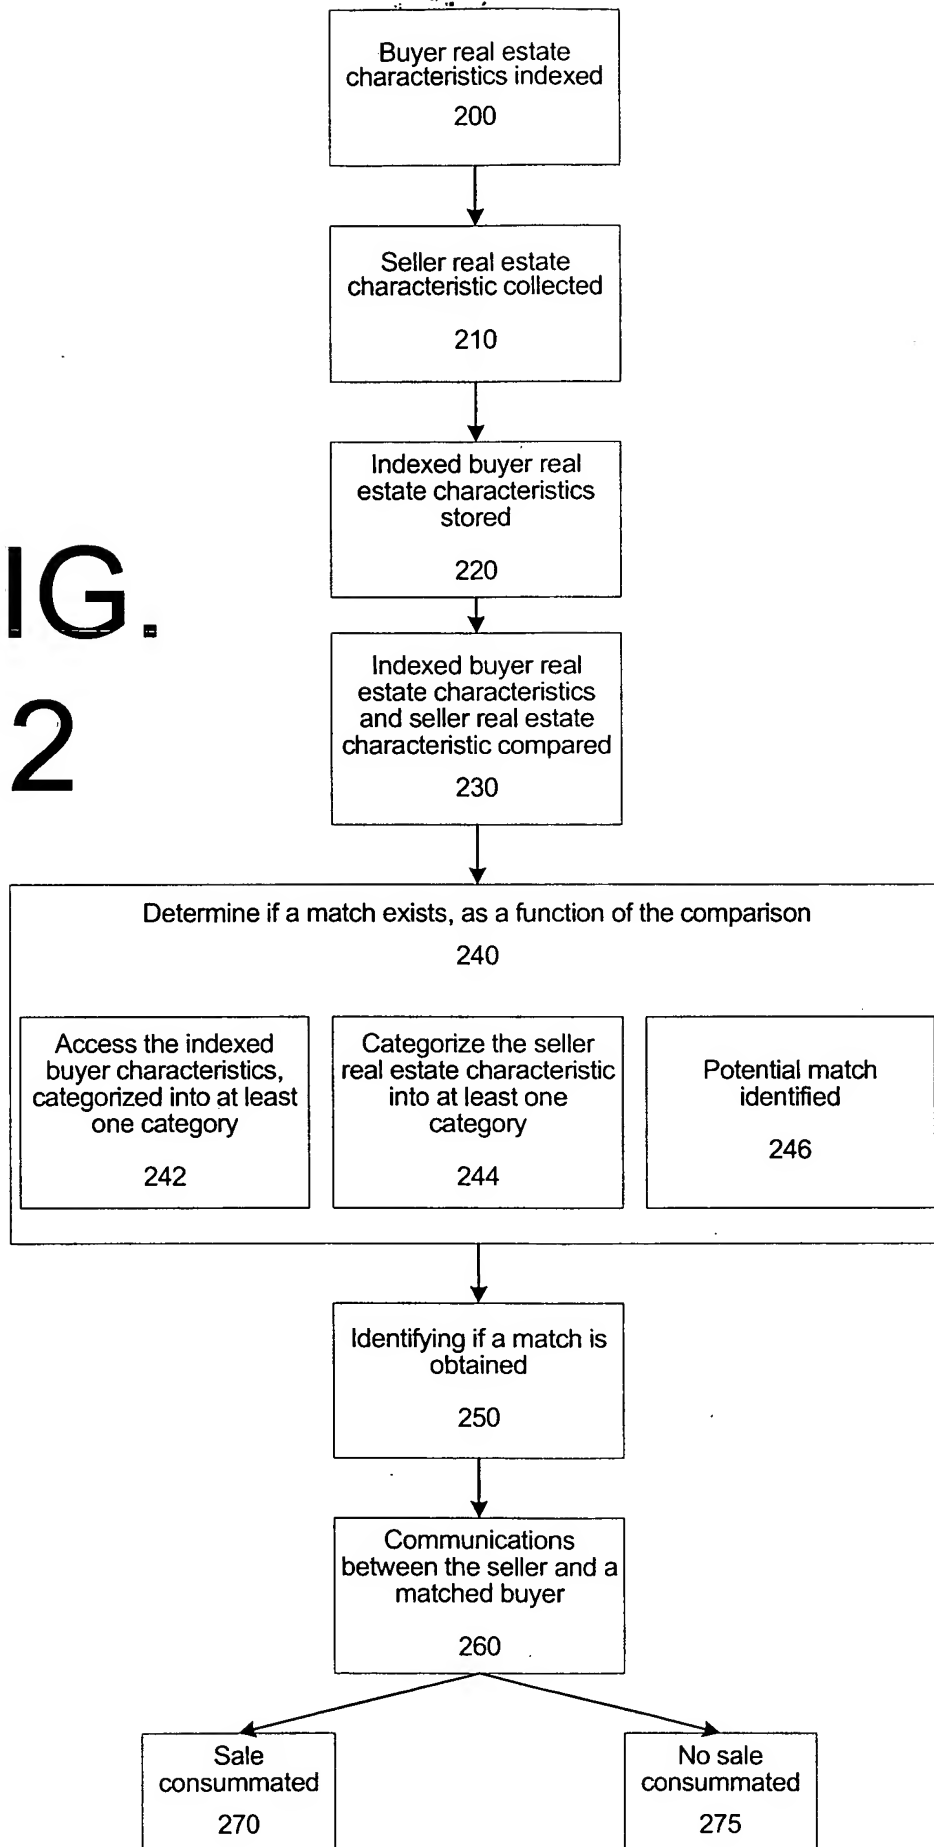 Buyer real estate
characteristics indexed
200
Seller real estate
characteristic collected
210
Indexed buyer real
estate characteristics
stored
220
IG.
2
Indexed buyer real
estate characteristics
and seller real estate
characteristic compared
230
Determine if a match exists, as a function of the comparison
240
Access the indexed
buyer characteristics,
categorized into at least
one category
242
Categorize the seller
real estate characteristic
into at least one
category
244
Potential match
identified
246
Identifying if a match is
obtained
250
Communications
between the seller and a
matched buyer
260
Sale
consummated
270
No sale
consummated
275